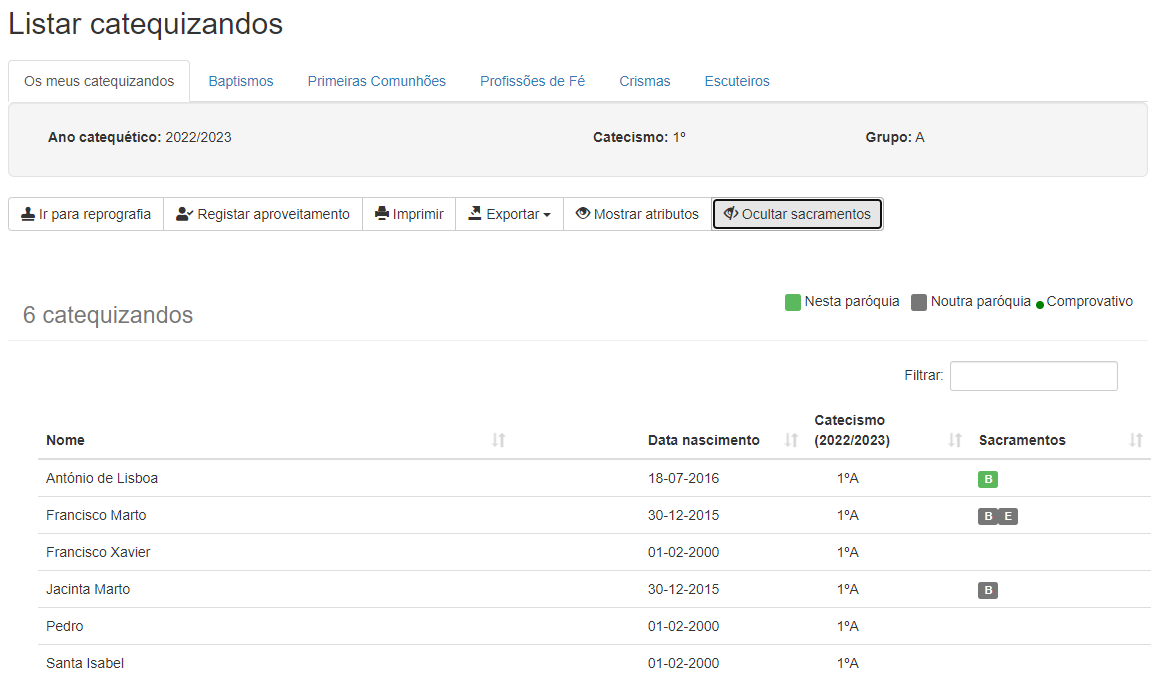 Listar catequizandos
Os meus catequizandos Baptismos Primeiras Comunhões Profissões de Fé Crismas Escuteiros
Ano catequético: 2022/2023 Catecismo: 1º Grupo: A
Ir para reprografia Registar aproveitamento Imprimir Exportar Mostrar atributos Ocultar sacramentos
6 catequizandos Nesta paróquia Noutra paróquia Comprovativo
Filtrar:
Nome Data nascimento Catecismo (2022/2023) Sacramentos
António de Lisboa 18-07-2016 1ºA B
Francisco Marto 30-12-2015 1ºA B E
Francisco Xavier 01-02-2000 1ºA
Jacinta Marto 30-12-2015 1ºA B
Pedro 01-02-2000 1ºA
Santa Isabel 01-02-2000 1ºA